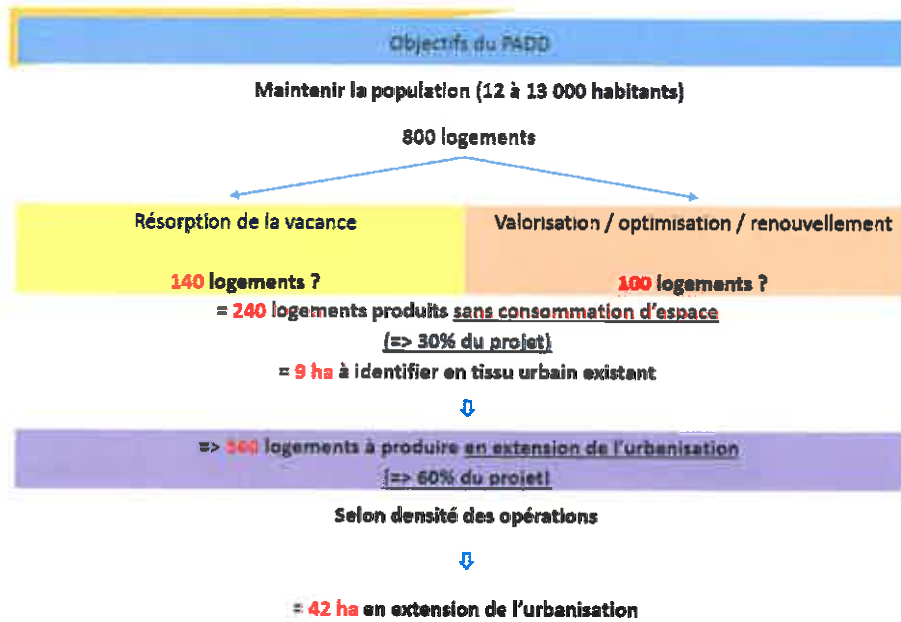 Objectifs du PADD
Maintenir la population (12 à 13 000 habitants)
800 logements
Résorption de la vacance
Valorisation / optimisation / renouvellement
140 logements ?
100 logements ?
= 240 logements produits sans consommation d'espace
(=> 30% du projet)
= 9 ha à identifier en tissu urbain existant
=> 560 logements à produire en extension de l'urbanisation
(=> 60% du projet)
Selon densité des opérations
= 42 ha en extension de l'urbanisation